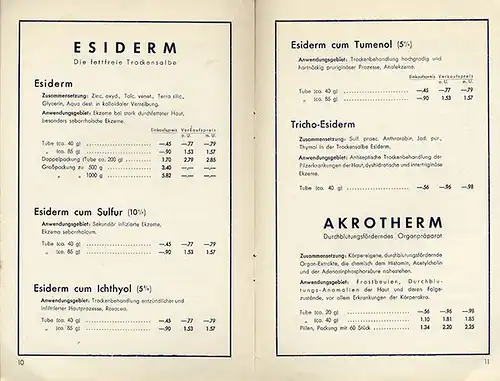 ESIDERM
Die fettfreie Trockensalbe
Esiderm
Zusammensetzung: Zinc. oxyd., Talc. venet., Terra silic.,
Glycerin, Aqua dest. in kolloidaler Verteilung.
Anwendungsgebiet: Ekzeme bei stark durchfetteter Haut,
besonders seborrhoische Ekzeme.
Einkaufspreis Verkaufspreis
o. U. m. U.
Tube (ca. 40 g) —.45 —.77 —.79
„ (ca. 85 g) —.90 1.53 1.57
Doppelpackung (Tube ca. 200 g) 1.70 2.79 2.85
Großpackung zu 500 g 3.40 —.— —.—
„ „ 1000 g 5.82 —.— —.—
Esiderm cum Sulfur (10%)
Anwendungsgebiet: Sekundär infizierte Ekzeme,
Ekzema seborrhoicum.
Tube (ca. 40 g) —.45 —.77 —.79
„ (ca. 85 g) —.90 1.53 1.57
Esiderm cum Ichthyol (5%)
Anwendungsgebiet: Trockenbehandlung entzündlicher und
infiltrierter Hautprozesse, Rosacea.
Tube (ca. 40 g) —.45 —.77 —.79
„ (ca. 85 g) —.90 1.53 1.57
10
Esiderm cum Tumenol (5%)
Anwendungsgebiet: Trockenbehandlung hochgradig und
hartnäckig pruriginöser Prozesse, Analekzeme.
Einkaufspreis Verkaufspreis
o. U. m. U.
Tube (ca. 40 g) —.45 —.77 —.79
„ (ca. 85 g) —.90 1.53 1.57
Tricho-Esiderm
Zusammensetzung: Sulf. praec. Anthrarobin, Jod. pur.,
Thymol in der Trockensalbe Esiderm.
Anwendungsgebiet: Antiseptische Trockenbehandlung der
Pilzerkrankungen der Haut, dyshidrotische und intertriginöse
Ekzeme.
Tube (ca. 40 g) —.56 —.96 —.98
AKROTHERM
Durchblutungsförderndes Organpräparat
Zusammensetzung: Körpereigene, durchblutungsfördernde
Organ-Extrakte, die chemisch dem Histamin, Acetylcholin
und der Adenosinphosphorsäure nahestehen.
Anwendungsgebiet: Frostbeulen, Durchblu-
tungs-Anomalien der Haut und deren Folge-
zustände, vor allem Erkrankungen der Körperakra.
Tube (ca. 20 g) —.56 —.96 —.98
„ (ca. 40 g) 1.10 1.81 1.85
Pillen, Packung mit 60 Stück 1.34 2.20 2.25
11